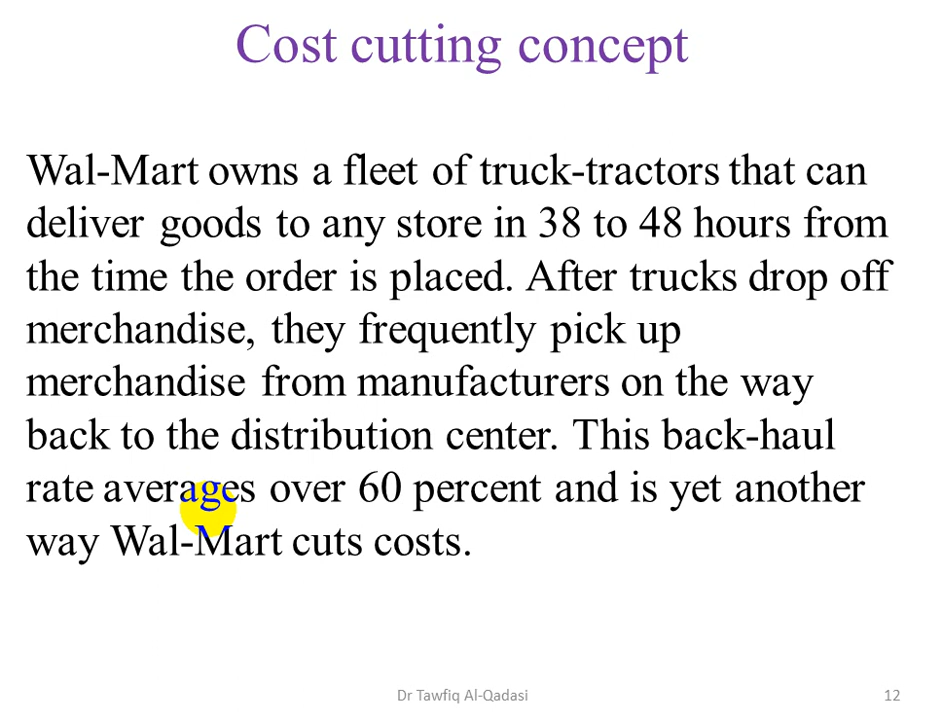 Cost cutting concept
Wal-Mart owns a fleet of truck-tractors that can
deliver goods to any store in 38 to 48 hours from
the time the order is placed. After trucks drop off
merchandise, they frequently pick up
merchandise from manufacturers on the way
back to the distribution center. This back-haul
rate averages over 60 percent and is yet another
way Wal-Mart cuts costs.
Dr Tawfiq Al-Qadasi
12